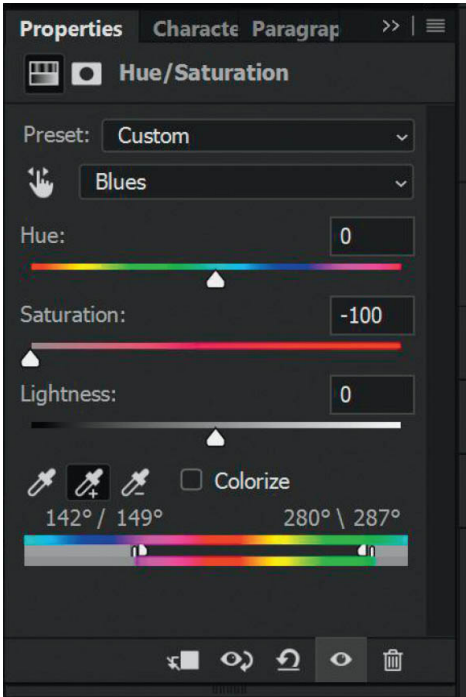 Properties Characte Paragrap >>
Hue/Saturation
Preset: Custom
Blues
Hue: 0
Saturation: -100
Lightness: 0
Colorize
142° / 149° 280° \ 287°